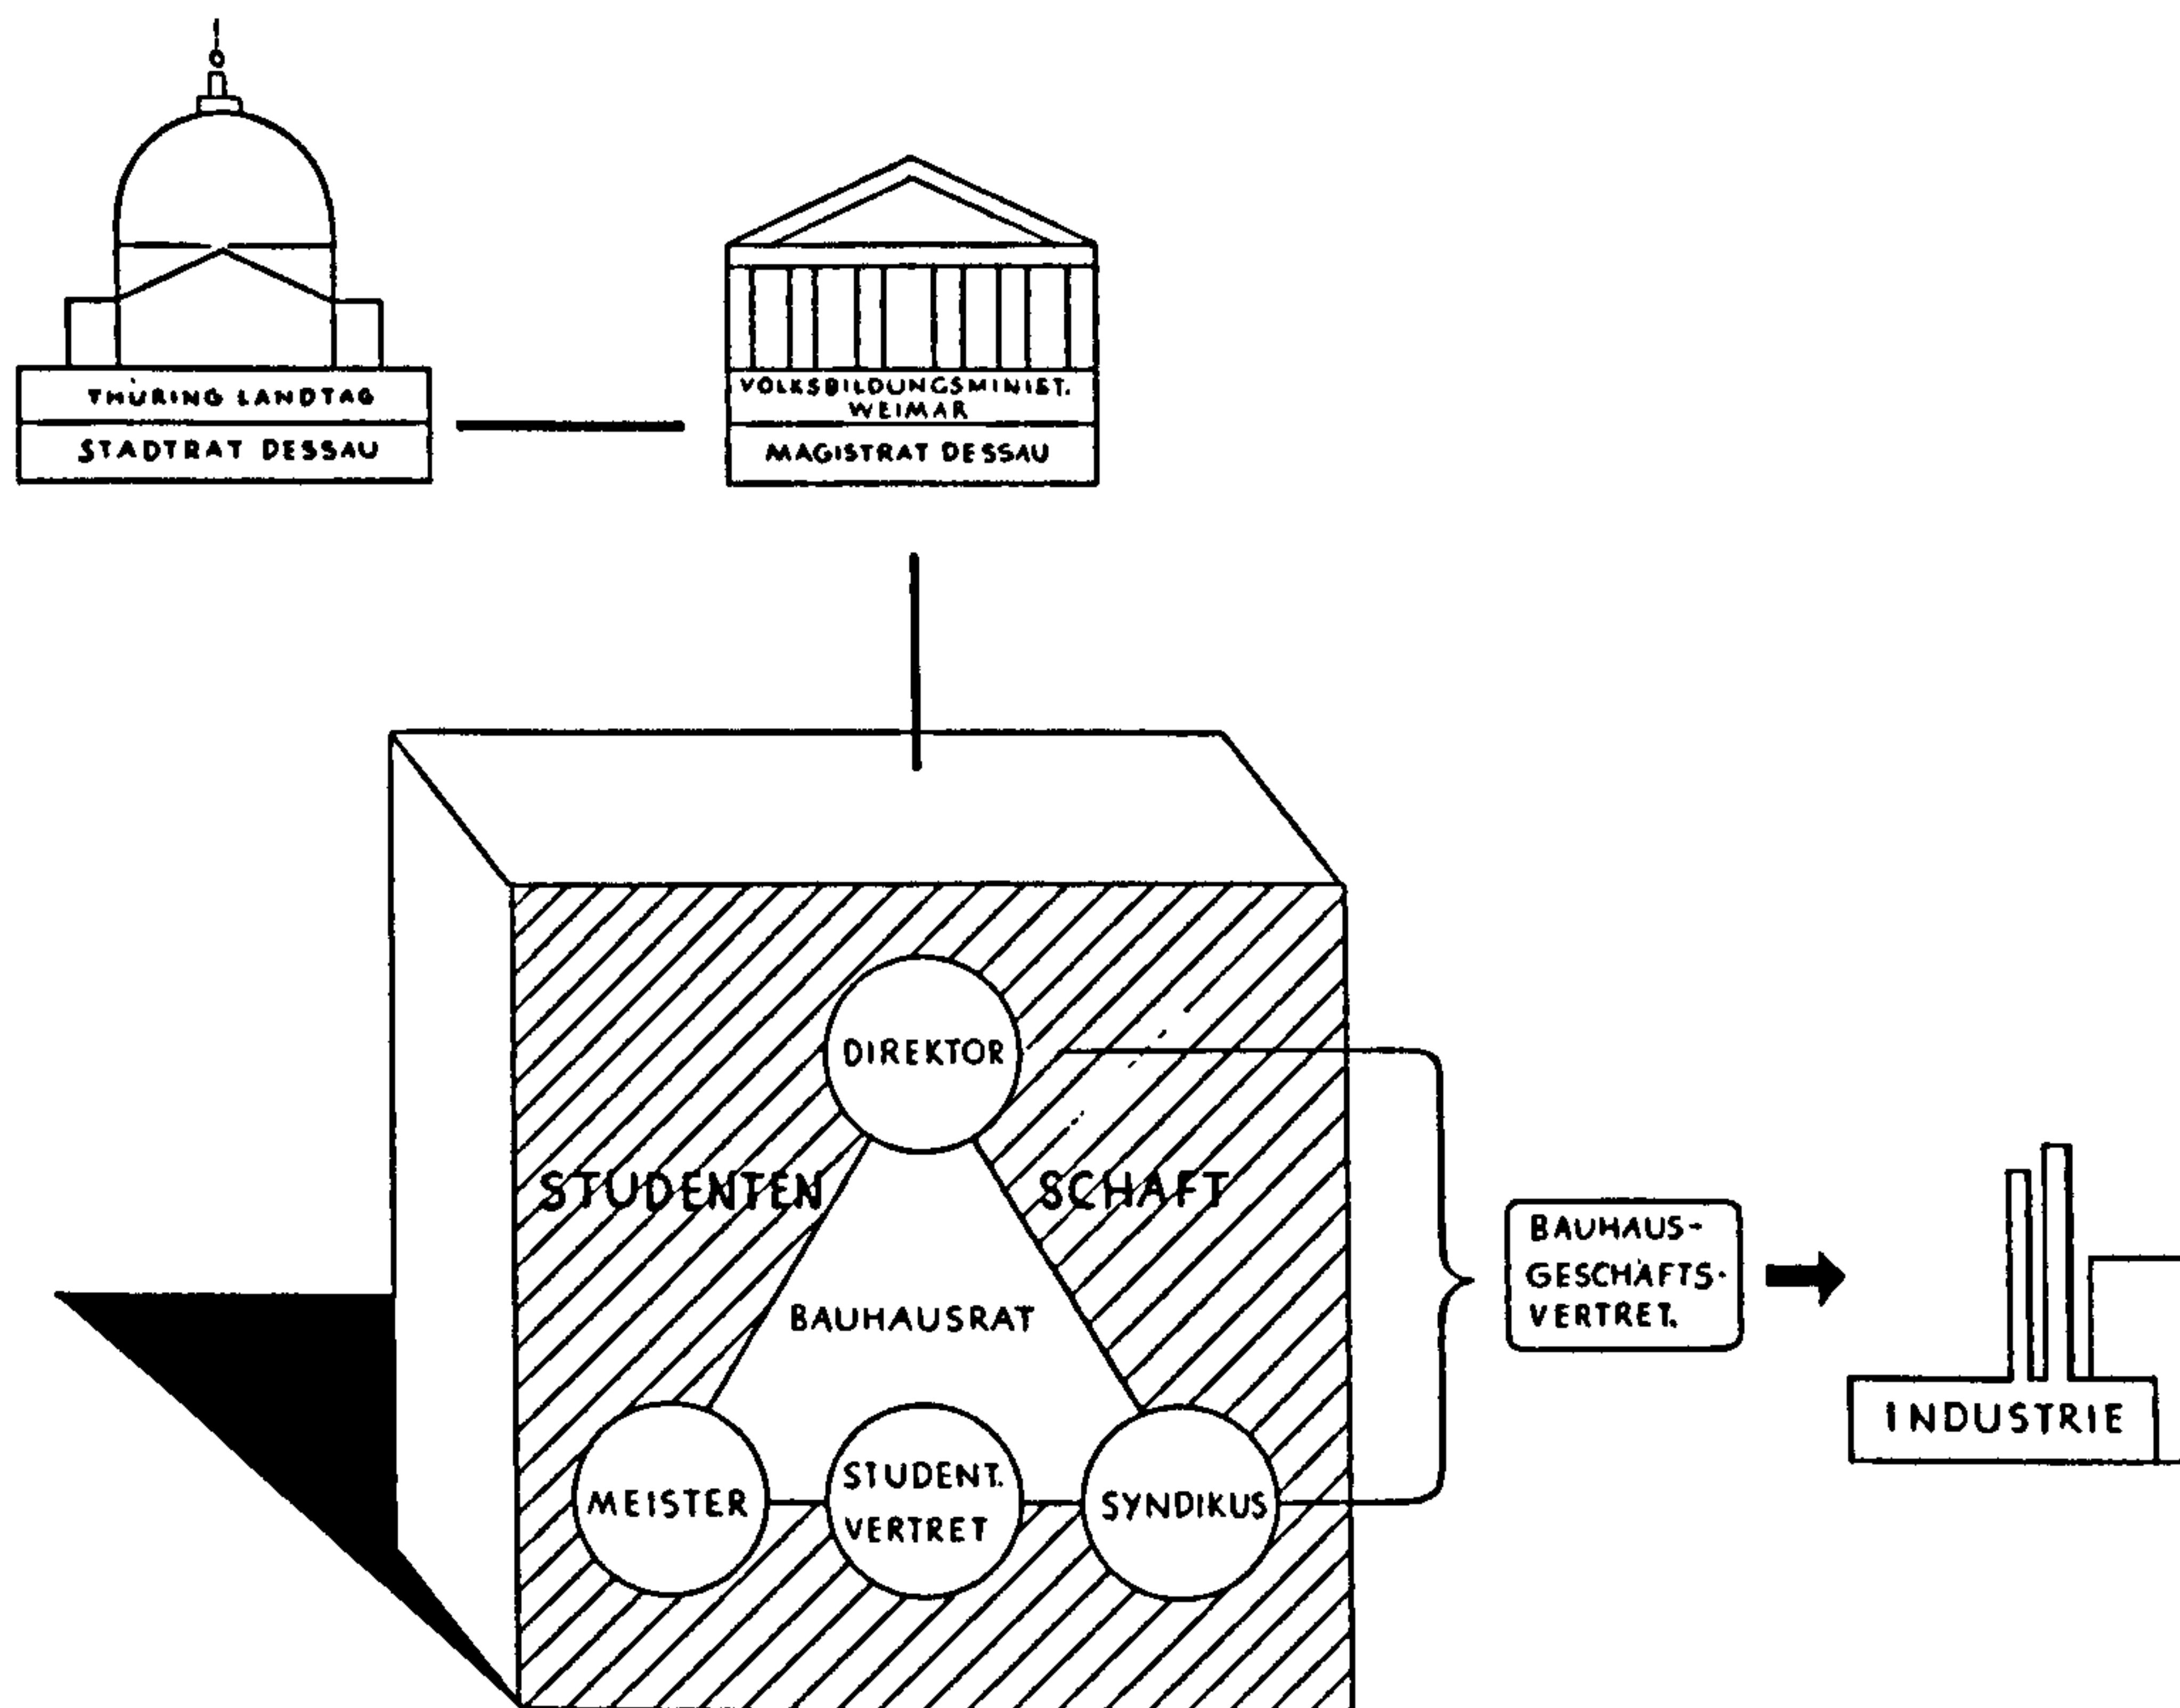 THÜRING LANDTAG
STADTRAT DESSAU
VOLKSBILDUNGSMINIST.
WEIMAR
MAGISTRAT DESSAU
DIREKTOR
STUDENTEN SCHAFT
BAUHAUSRAT
MEISTER
STUDENT.
VERTRET
SYNDIKUS
BAUHAUS-
GESCHÄFTS-
VERTRET.
INDUSTRIE